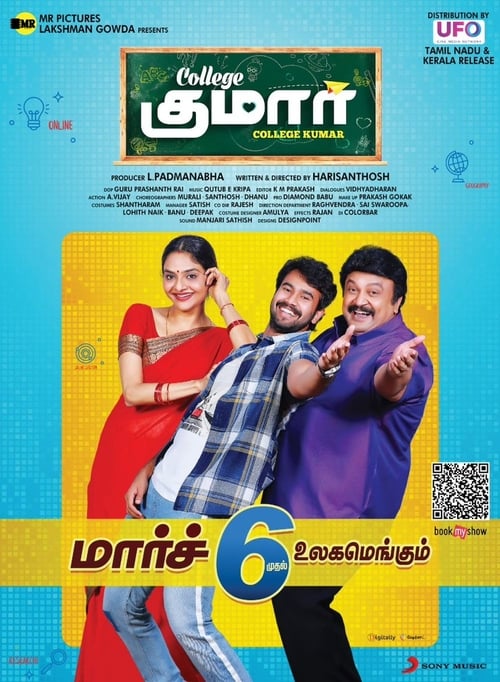 MR
MR PICTURES
LAKSHMAN GOWDA PRESENTS
DISTRIBUTION BY
UFO
TAMIL NADU &
KERALA RELEASE
College
குமார்
COLLEGE KUMAR
ONLINE
PRODUCER L.PADMANABHA WRITTEN & DIRECTED BY HARISANTHOSH
DOP GURU PRASHANTH RAI MUSIC QUTUB E KRIPA EDITOR K M PRAKASH DIALOGUES VIDHYADHARAN
ACTION A.VIJAY CHOREOGRAPHERS MURALI · SANTHOSH · DHANU PRO DIAMOND BABU MAKE UP PRAKASH GOKAK
COSTUMES SHANTHARAM MANAGER SATISH CO DIR RAJESH DIRECTION DEPARTMENT RAGHVENDRA · SAI SWAROOPA
LOHITH NAIK · BANU · DEEPAK COSTUME DESIGNER AMULYA EFFECTS RAJAN DI COLORBAR
SOUND MANJARI SATHISH DESIGNS DESIGNPOINT
GEOGRAPHY
book my show
மார்ச் 6 முதல் உலகமெங்கும்
RESEARCH
SONY MUSIC